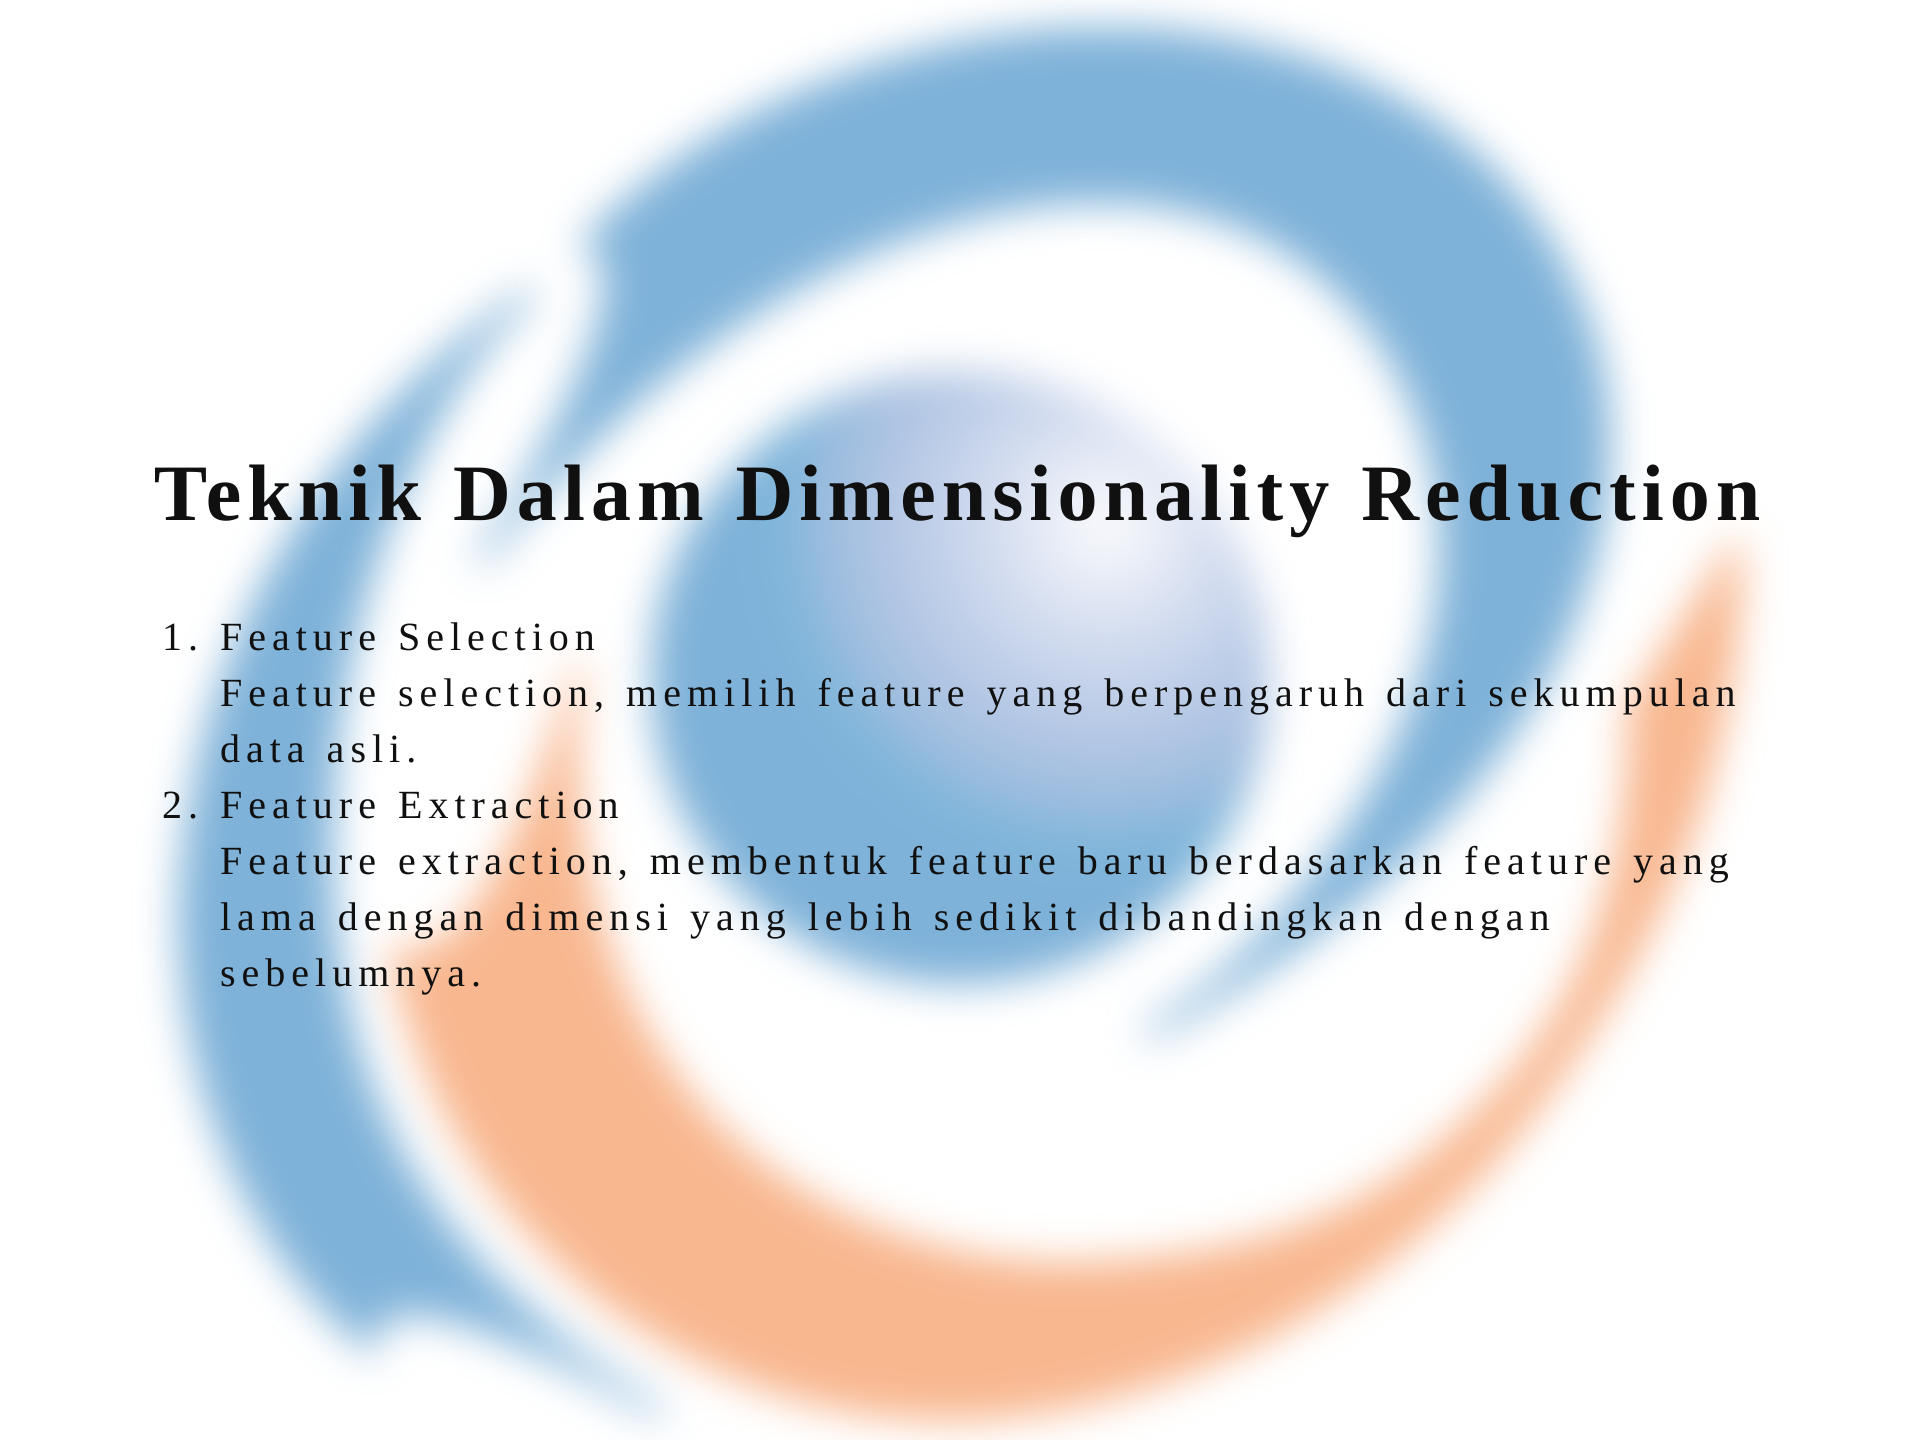 Teknik Dalam Dimensionality Reduction
1. Feature Selection
Feature selection, memilih feature yang berpengaruh dari sekumpulan
data asli.
2. Feature Extraction
Feature extraction, membentuk feature baru berdasarkan feature yang
lama dengan dimensi yang lebih sedikit dibandingkan dengan
sebelumnya.